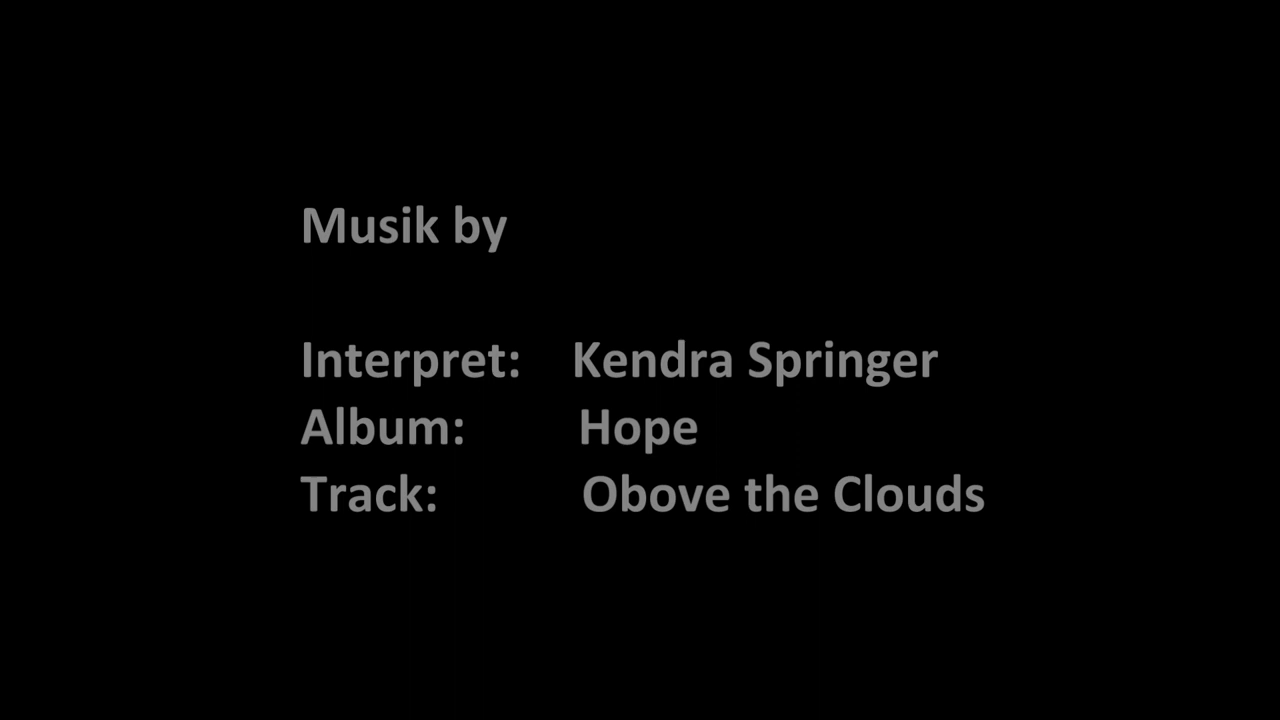 Musik by
Interpret: Kendra Springer
Album: Hope
Track: Obove the Clouds